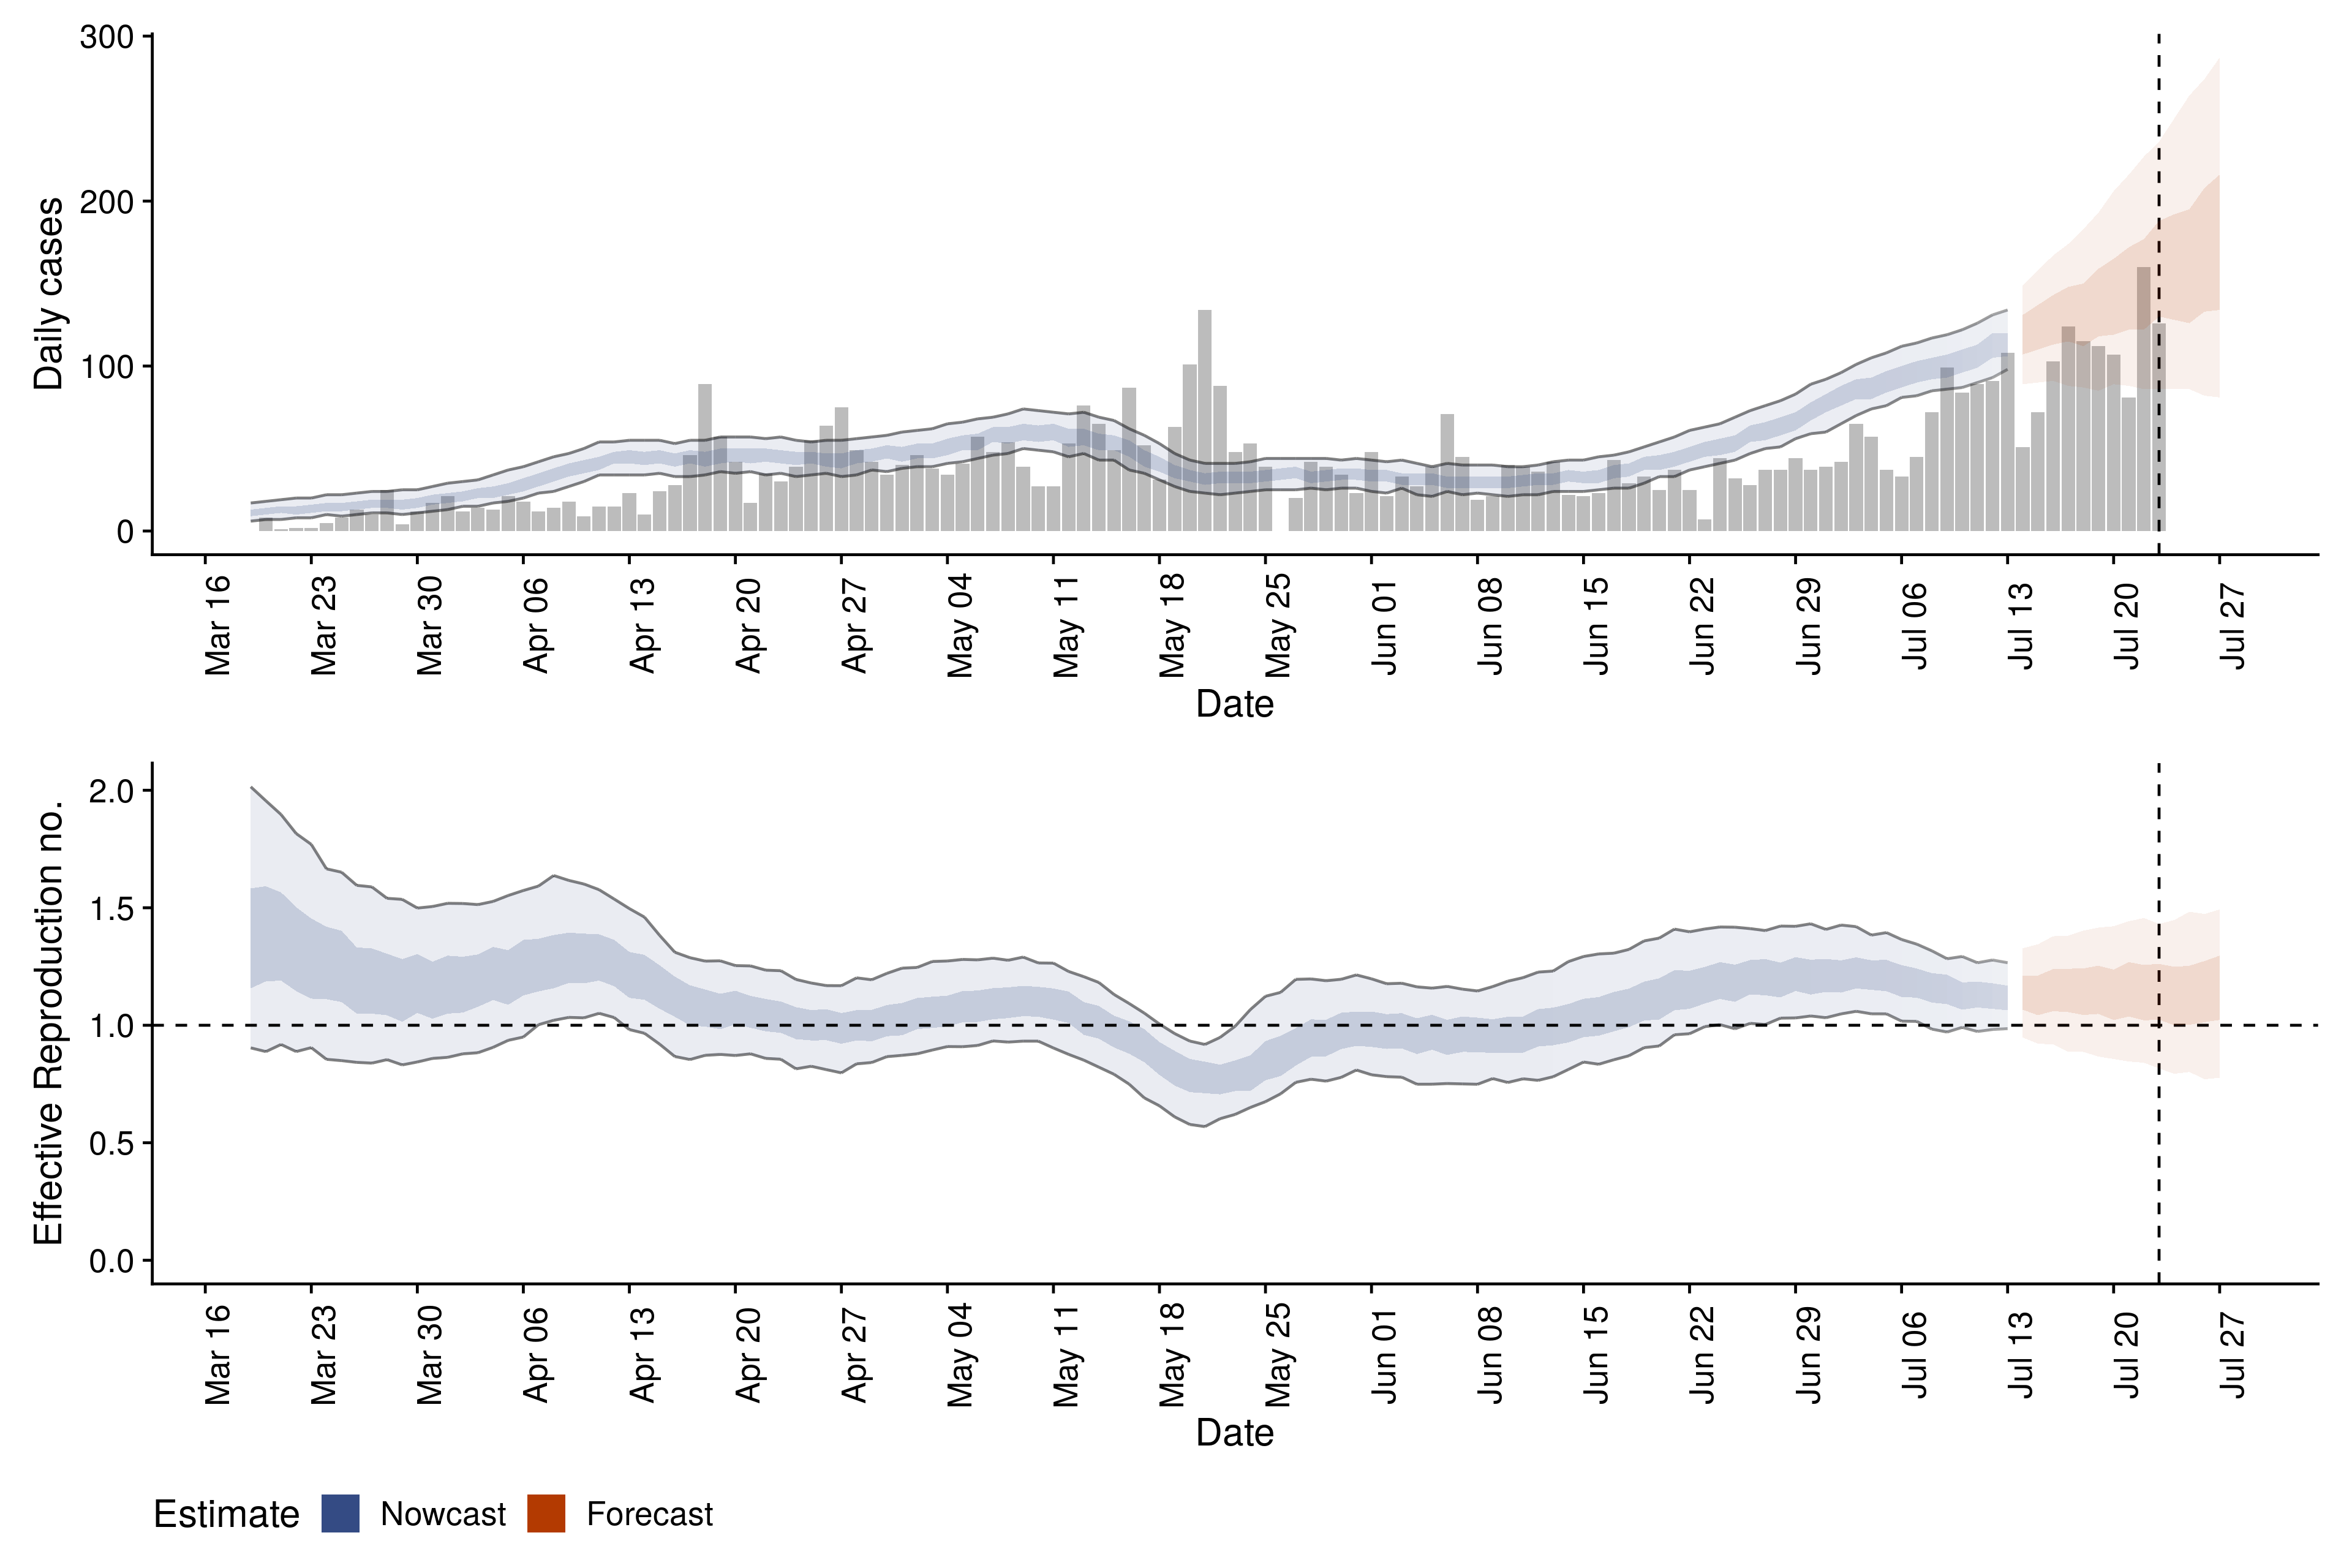 300
200
100
0
Daily cases
Mar 16
Mar 23
Mar 30
Apr 06
Apr 13
Apr 20
Apr 27
May 04
May 11
May 18
May 25
Jun 01
Jun 08
Jun 15
Jun 22
Jun 29
Jul 06
Jul 13
Jul 20
Jul 27
Date
2.0
1.5
1.0
0.5
0.0
Effective Reproduction no.
Mar 16
Mar 23
Mar 30
Apr 06
Apr 13
Apr 20
Apr 27
May 04
May 11
May 18
May 25
Jun 01
Jun 08
Jun 15
Jun 22
Jun 29
Jul 06
Jul 13
Jul 20
Jul 27
Date
Estimate Nowcast Forecast